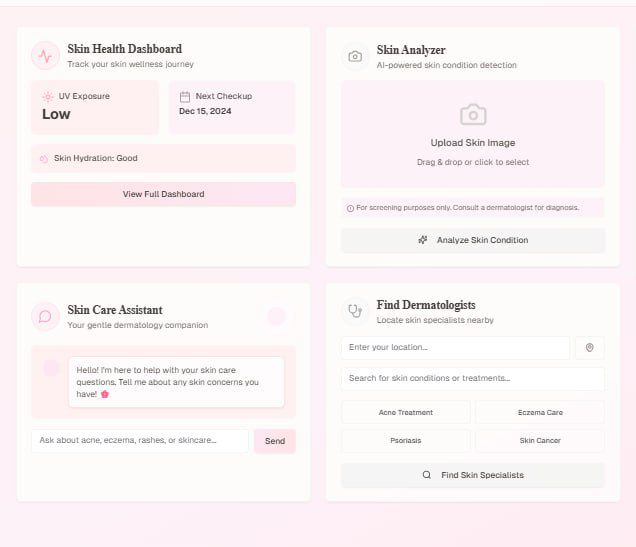 Skin Health Dashboard
Track your skin wellness journey
UV Exposure
Low
Next Checkup
Dec 15, 2024
Skin Hydration: Good
View Full Dashboard
Skin Analyzer
AI-powered skin condition detection
Upload Skin Image
Drag & drop or click to select
For screening purposes only. Consult a dermatologist for diagnosis.
Analyze Skin Condition
Skin Care Assistant
Your gentle dermatology companion
Hello! I'm here to help with your skin care
questions. Tell me about any skin concerns you
have! 🌸
Ask about acne, eczema, rashes, or skincare...
Send
Find Dermatologists
Locate skin specialists nearby
Enter your location...
Search for skin conditions or treatments...
Acne Treatment
Eczema Care
Psoriasis
Skin Cancer
Find Skin Specialists